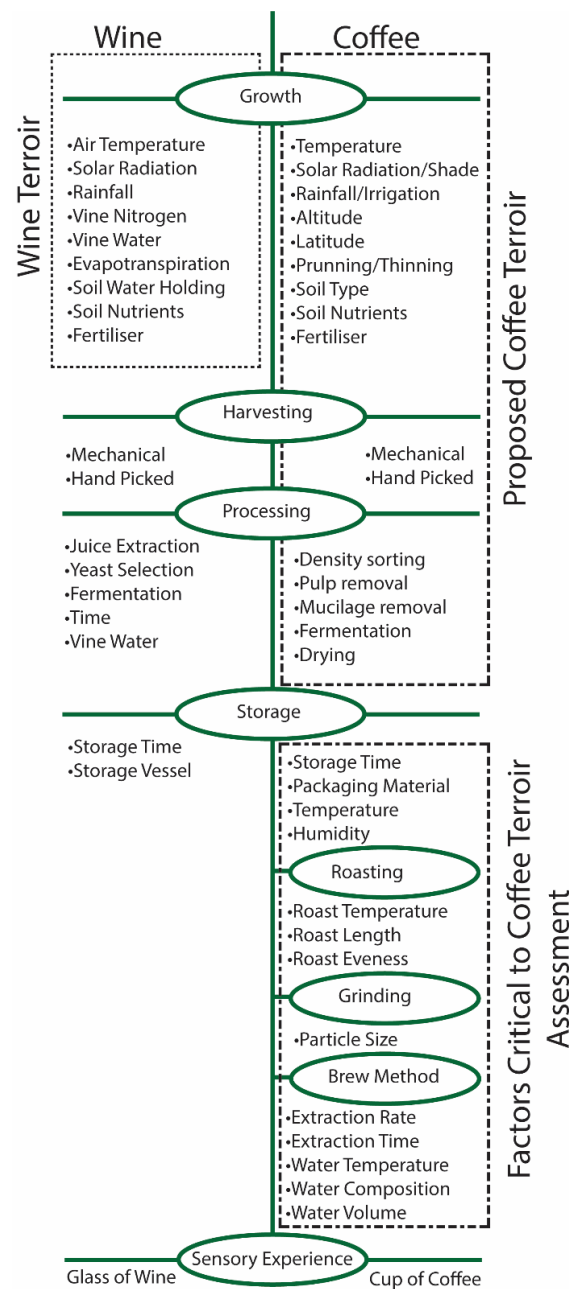 Wine
Coffee
Growth
Wine Terroir
•Air Temperature
•Solar Radiation
•Rainfall
•Vine Nitrogen
•Vine Water
•Evapotranspiration
•Soil Water Holding
•Soil Nutrients
•Fertiliser
•Temperature
•Solar Radiation/Shade
•Rainfall/Irrigation
•Altitude
•Latitude
•Prunning/Thinning
•Soil Type
•Soil Nutrients
•Fertiliser
Proposed Coffee Terroir
Harvesting
•Mechanical
•Hand Picked
•Mechanical
•Hand Picked
Processing
•Juice Extraction
•Yeast Selection
•Fermentation
•Time
•Vine Water
•Density sorting
•Pulp removal
•Mucilage removal
•Fermentation
•Drying
Storage
•Storage Time
•Storage Vessel
•Storage Time
•Packaging Material
•Temperature
•Humidity
Factors Critical to Coffee Terroir
Assessment
Roasting
•Roast Temperature
•Roast Length
•Roast Eveness
Grinding
•Particle Size
Brew Method
•Extraction Rate
•Extraction Time
•Water Temperature
•Water Composition
•Water Volume
Sensory Experience
Glass of Wine
Cup of Coffee